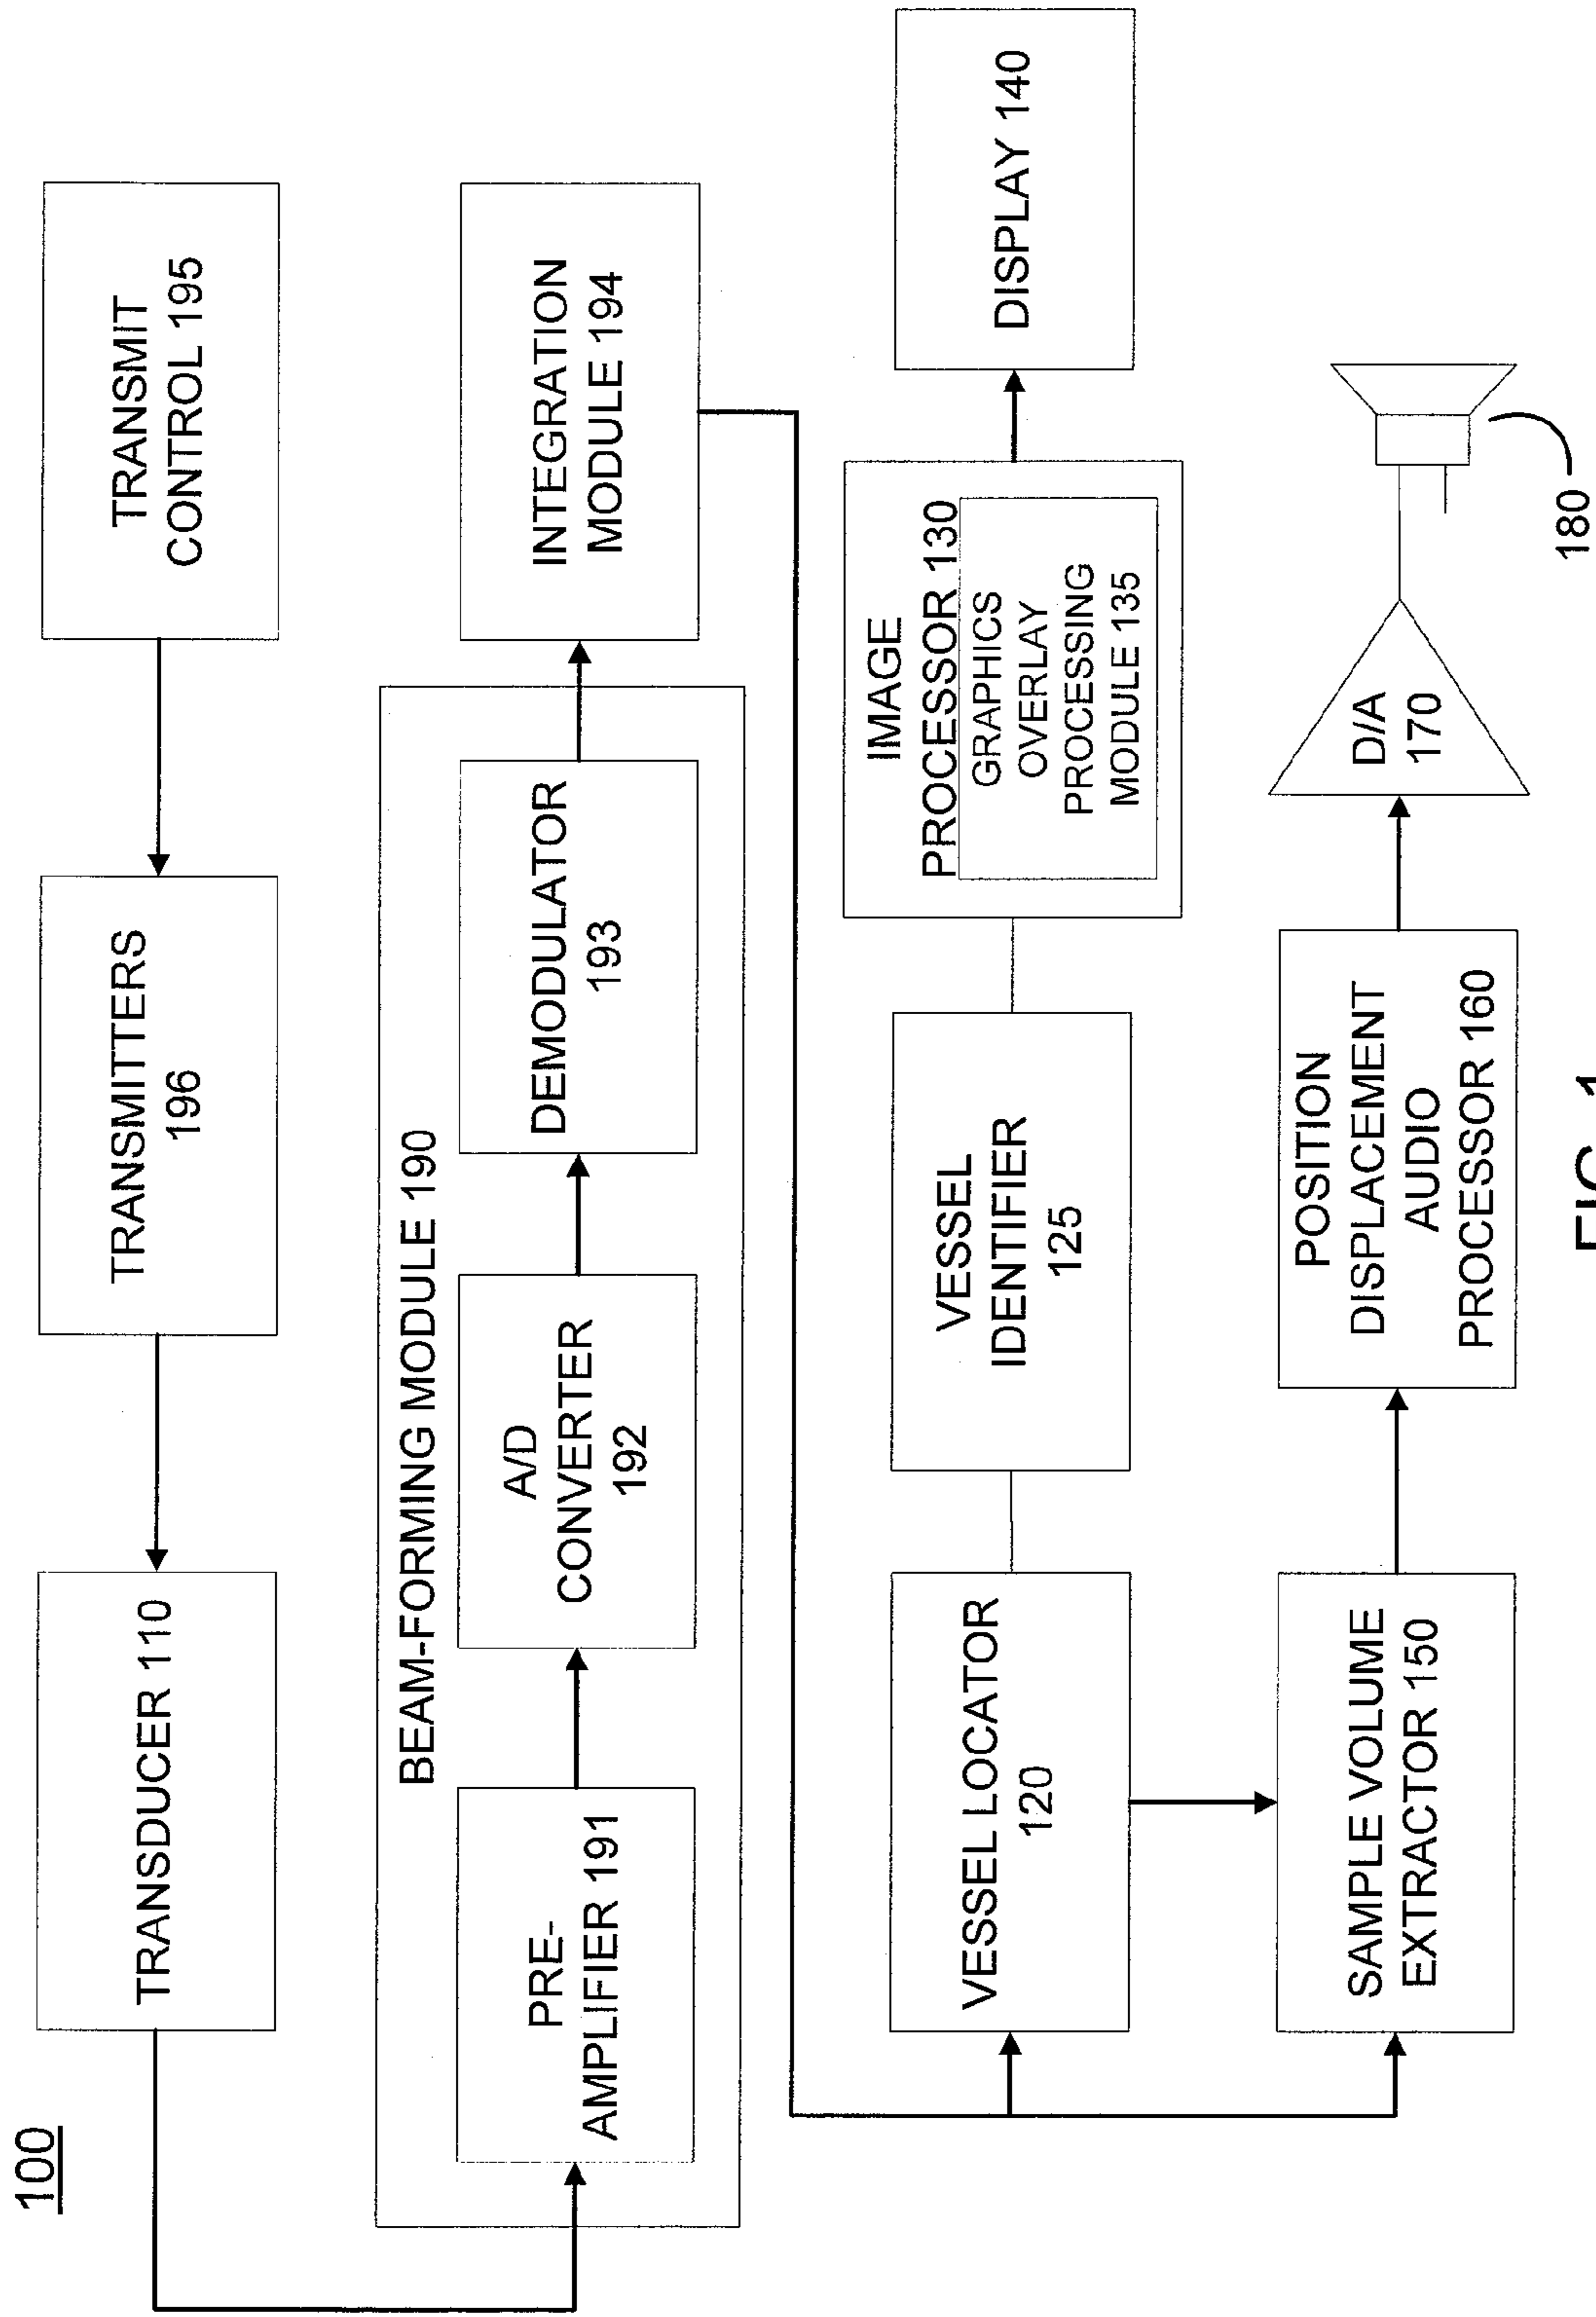 100
TRANSDUCER 110
TRANSMITTERS
196
TRANSMIT
CONTROL 195
BEAM-FORMING MODULE 190
PRE-
AMPLIFIER 191
A/D
CONVERTER
192
DEMODULATOR
193
INTEGRATION
MODULE 194
VESSEL LOCATOR
120
VESSEL
IDENTIFIER
125
IMAGE
PROCESSOR 130
GRAPHICS
OVERLAY
PROCESSING
MODULE 135
DISPLAY 140
SAMPLE VOLUME
EXTRACTOR 150
POSITION
DISPLACEMENT
AUDIO
PROCESSOR 160
D/A
170
180
FIG. 1